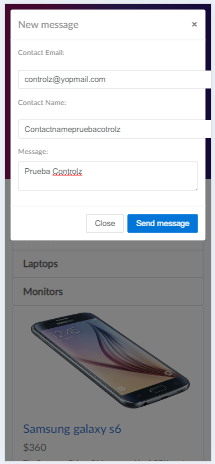 New message
×
Contact Email:
controlz@yopmail.com
Contact Name:
Contactnamepruebacotrolz
Message:
Prueba Controlz
Close Send message
Laptops
Monitors
Samsung galaxy s6
$360